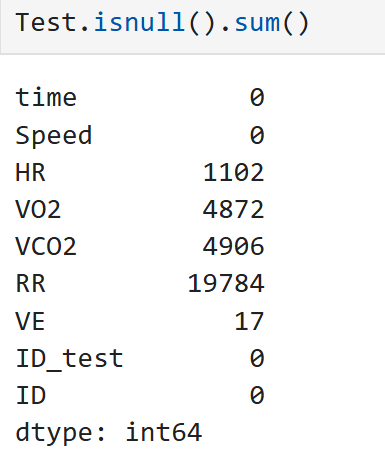 Test.isnull().sum()
time 0
Speed 0
HR 1102
VO2 4872
VCO2 4906
RR 19784
VE 17
ID_test 0
ID 0
dtype: int64